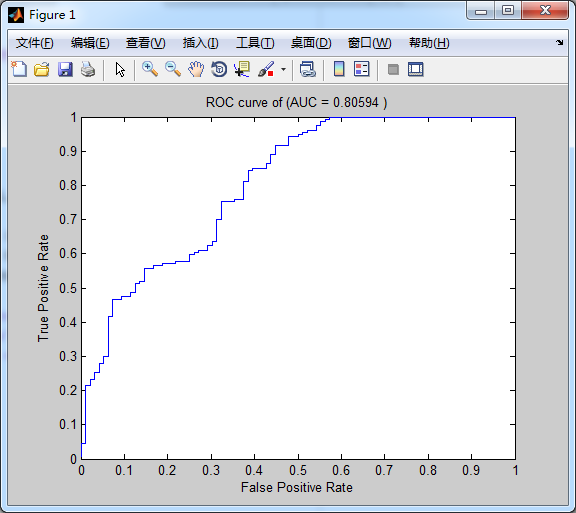 Figure 1
文件(F) 编辑(E) 查看(V) 插入(I) 工具(T) 桌面(D) 窗口(W) 帮助(H)
ROC curve of (AUC = 0.80594 )
1
0.9
0.8
0.7
0.6
0.5
0.4
0.3
0.2
0.1
0
True Positive Rate
0 0.1 0.2 0.3 0.4 0.5 0.6 0.7 0.8 0.9 1
False Positive Rate